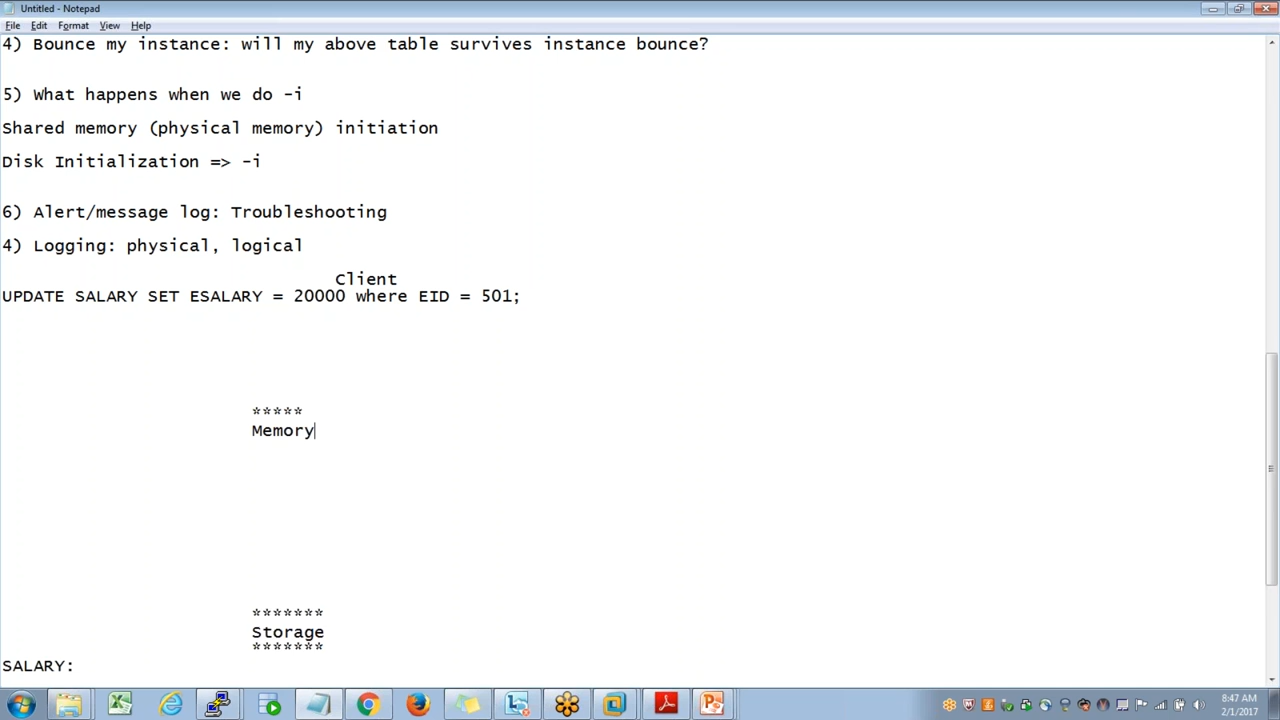 Untitled - Notepad
File Edit Format View Help
4) Bounce my instance: will my above table survives instance bounce?
5) What happens when we do -i
Shared memory (physical memory) initiation
Disk Initialization => -i
6) Alert/message log: Troubleshooting
4) Logging: physical, logical
Client
UPDATE SALARY SET ESALARY = 20000 where EID = 501;
*****
Memory
*******
Storage
*******
SALARY:
8:47 AM
2/1/2017